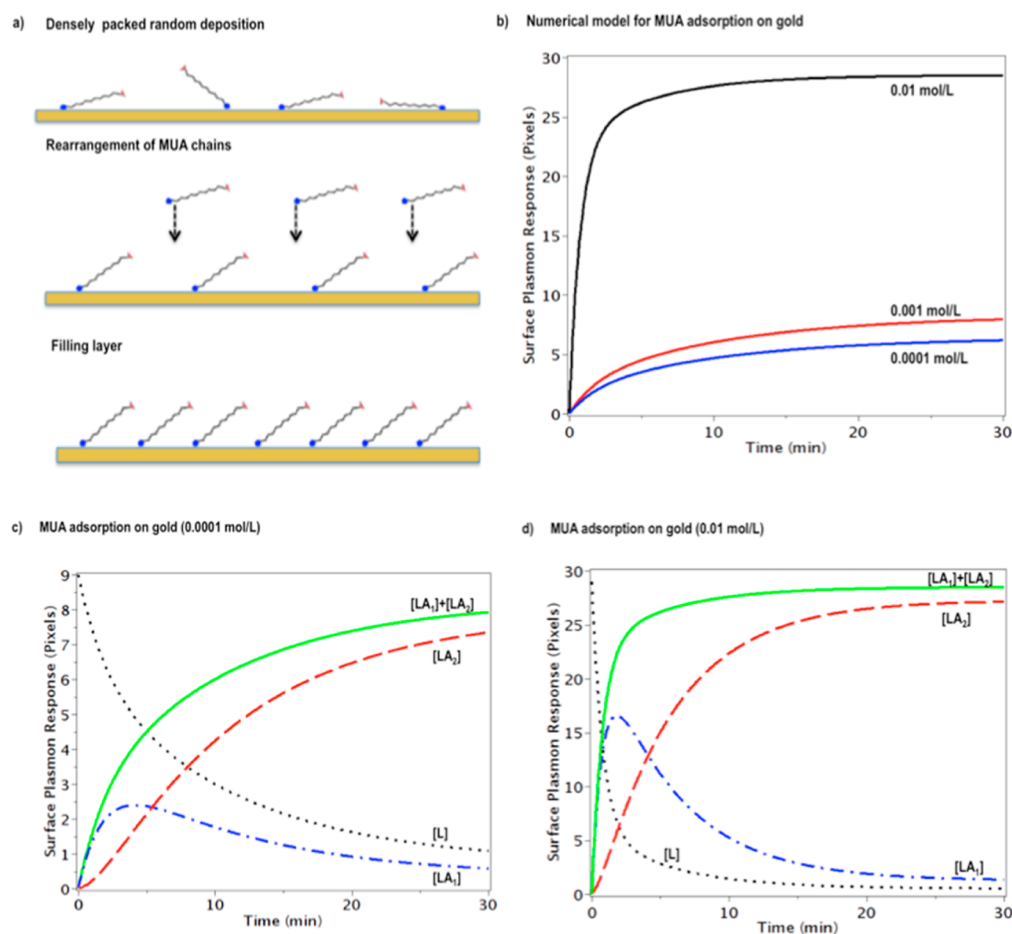 a) Densely packed random deposition
Rearrangement of MUA chains
Filling layer
b) Numerical model for MUA adsorption on gold
Surface Plasmon Response (Pixels)
30
25
20
15
10
5
0
0.01 mol/L
0.001 mol/L
0.0001 mol/L
0 10 20 30
Time (min)
c) MUA adsorption on gold (0.0001 mol/L)
Surface Plasmon Response (Pixels)
9
8
7
6
5
4
3
2
1
0
[LA₁]+[LA₂]
[LA₂]
[L]
[LA₁]
0 10 20 30
Time (min)
d) MUA adsorption on gold (0.01 mol/L)
Surface Plasmon Response (Pixels)
30
25
20
15
10
5
0
[LA₁]+[LA₂]
[LA₂]
[L]
[LA₁]
0 10 20 30
Time (min)